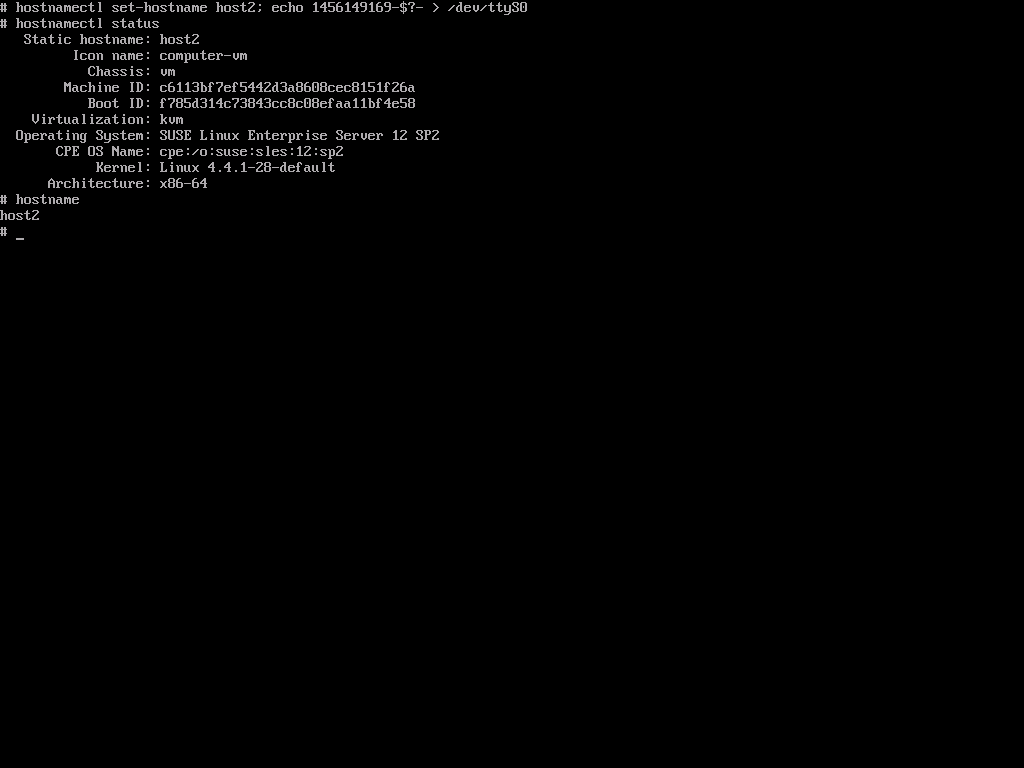 # hostnamectl set-hostname host2; echo 1456149169-$?- > /dev/ttyS0
# hostnamectl status
   Static hostname: host2
         Icon name: computer-vm
           Chassis: vm
        Machine ID: c6113bf7ef5442d3a8608cec8151f26a
           Boot ID: f785d314c73843cc8c08efaa11bf4e58
    Virtualization: kvm
  Operating System: SUSE Linux Enterprise Server 12 SP2
       CPE OS Name: cpe:/o:suse:sles:12:sp2
            Kernel: Linux 4.4.1-28-default
      Architecture: x86-64
# hostname
host2
# _